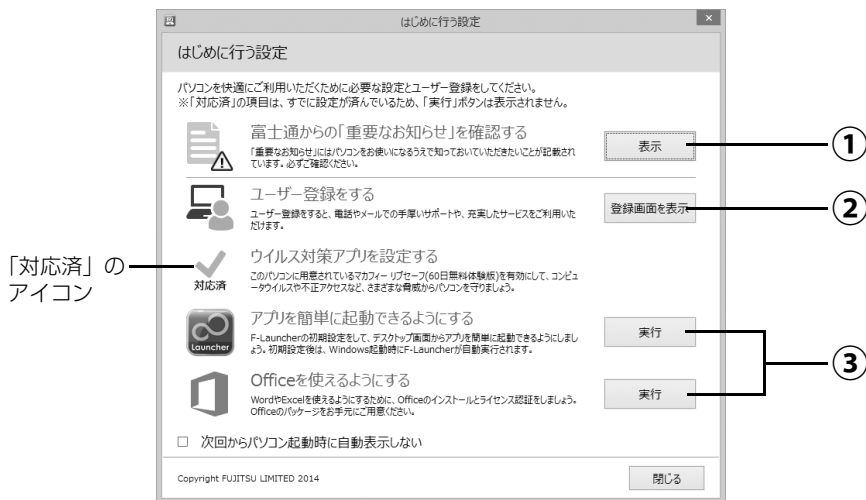 はじめに行う設定
はじめに行う設定
パソコンを快適にご利用いただくために必要な設定とユーザー登録をしてください。
※「対応済」の項目は、すでに設定が済んでいるため、「実行」ボタンは表示されません。
富士通からの「重要なお知らせ」を確認する
「重要なお知らせ」にはパソコンをお使いになるうえで知っておいていただきたいことが記載され
ています。必ずご確認ください。
表示
①
ユーザー登録をする
ユーザー登録をすると、電話やメールでの手厚いサポートや、充実したサービスをご利用いた
だけます。
登録画面を表示
②
「対応済」の
アイコン
対応済
ウイルス対策アプリを設定する
このパソコンに用意されているマカフィー リブセーフ(60日無料体験版)を有効にして、コンピュ
ータウイルスや不正アクセスなど、さまざまな脅威からパソコンを守りましょう。
Launcher
アプリを簡単に起動できるようにする
F-Launcherの初期設定をして、デスクトップ画面からアプリを簡単に起動できるようにしまし
ょう。初期設定後は、Windows起動時にF-Launcherが自動実行されます。
実行
③
Officeを使えるようにする
WordやExcelを使えるようにするために、Officeのインストールとライセンス認証をしましょう。
Officeのパッケージをお手元にご用意ください。
実行
次回からパソコン起動時に自動表示しない
Copyright FUJITSU LIMITED 2014
閉じる